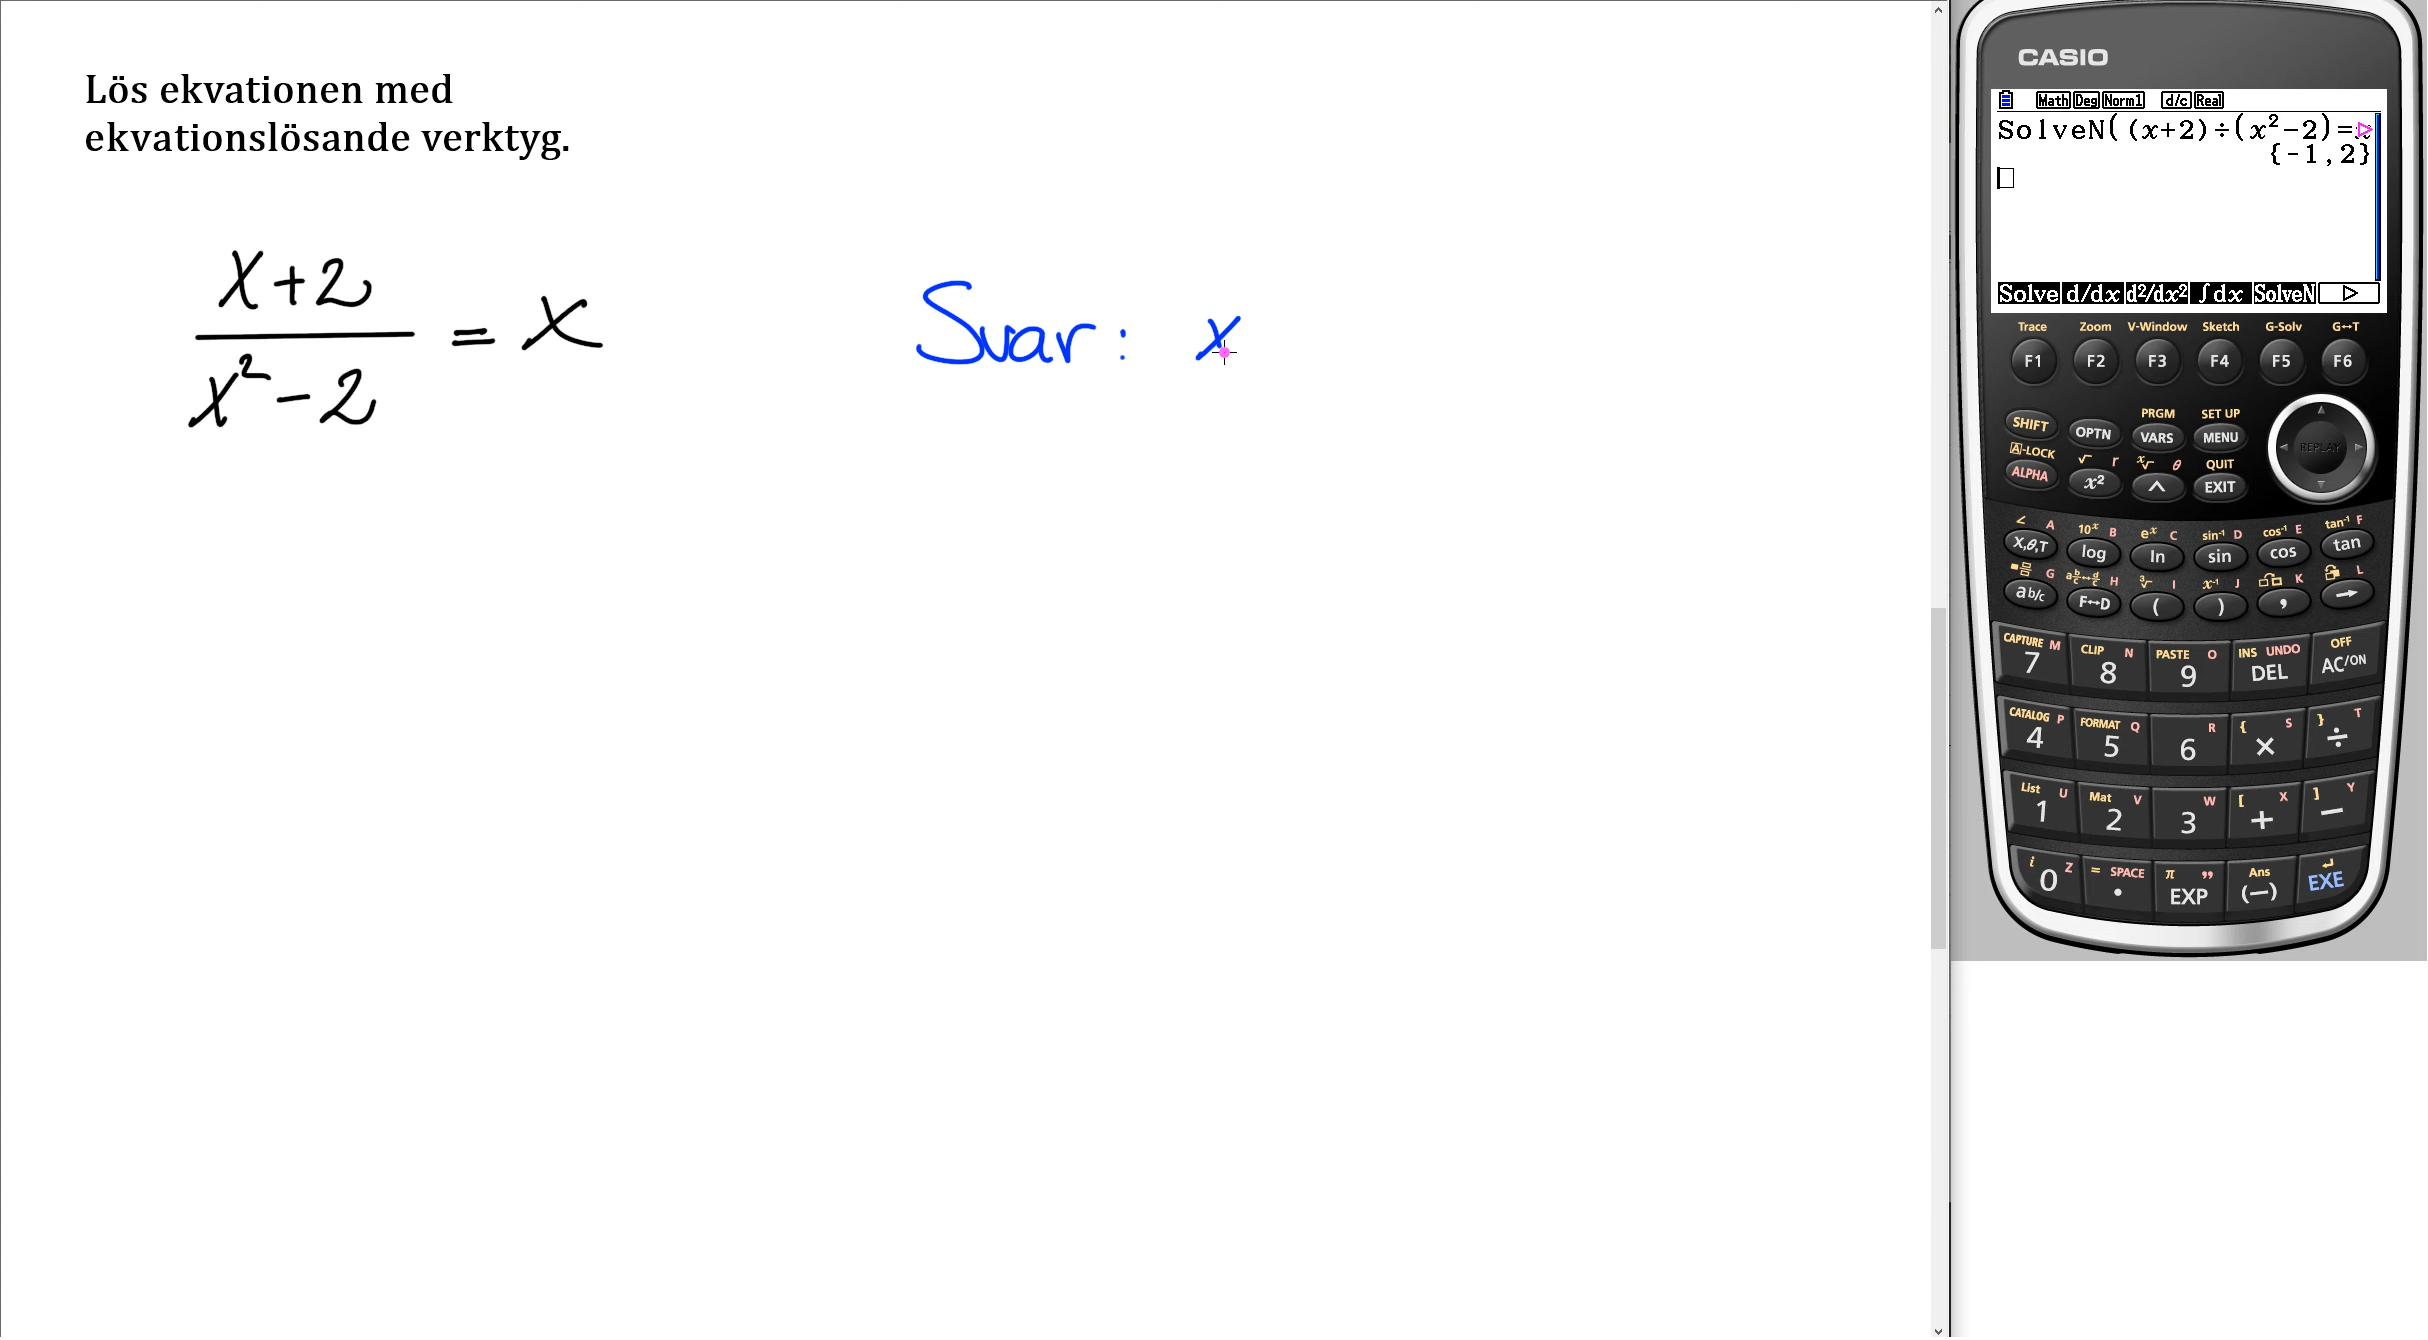 Lös ekvationen med
ekvationslösande verktyg.
x+2
x²-2
= x
Svar: x
CASIO
Math Deg Norm1 d/c Real
SolveN((x+2)÷(x²-2)=
{-1,2}
Solve d/dx d²/dx² ∫dx SolveN ▷
Trace Zoom V-Window Sketch G-Solv G↔T
F1 F2 F3 F4 F5 F6
PRGM SET UP
SHIFT OPTN VARS MENU
A-LOCK √ r ˣ√ θ QUIT
ALPHA x² ^ EXIT
REPLAY
∠ A 10ˣ B eˣ C sin⁻¹ D cos⁻¹ E tan⁻¹ F
X,θ,T log ln sin cos tan
G a b/c↔d/c H ³√ I x⁻¹ J K L
a b/c F↔D ( ) , →
CAPTURE M CLIP N PASTE O INS UNDO OFF
7 8 9 DEL AC/ON
CATALOG P FORMAT Q R { S } T
4 5 6 × ÷
List U Mat V W [ X ] Y
1 2 3 + −
i Z = SPACE π ” Ans ↵
0 . EXP (−) EXE